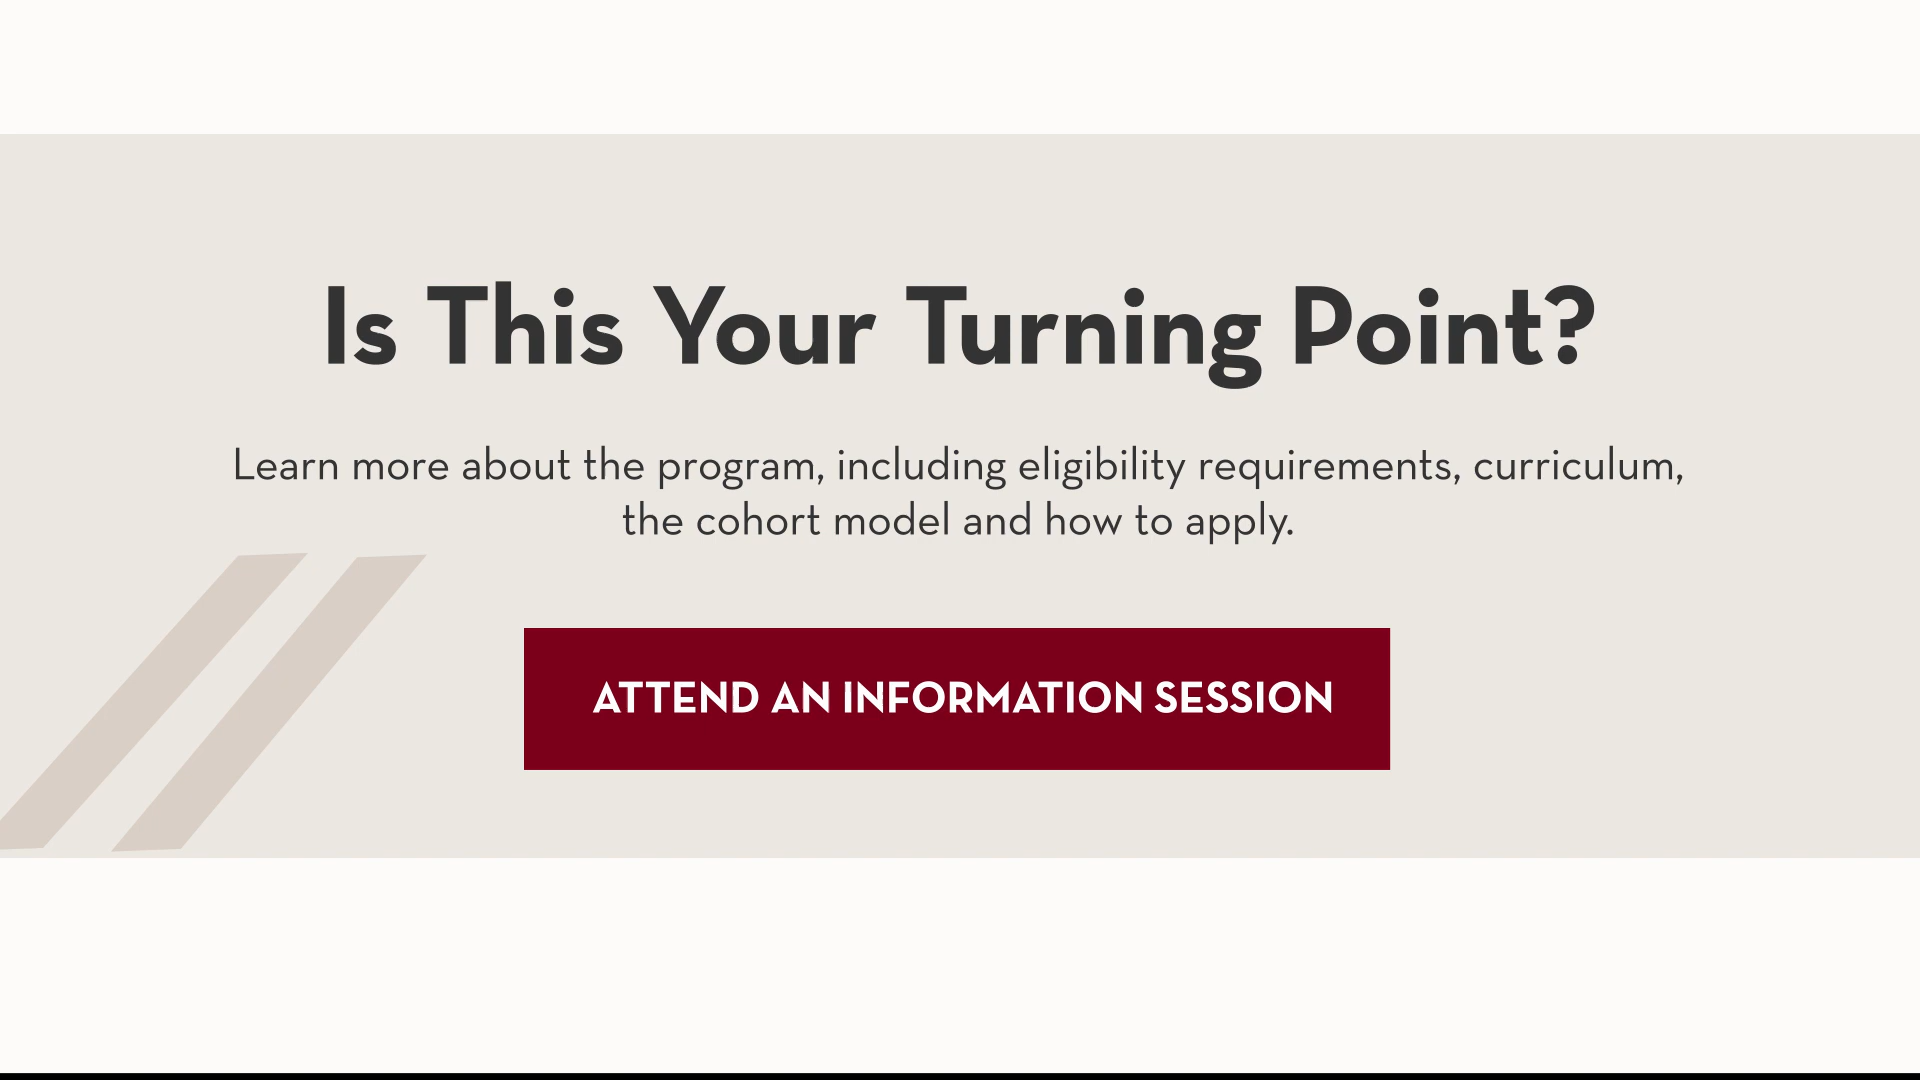 Is This Your Turning Point?
Learn more about the program, including eligibility requirements, curriculum,
the cohort model and how to apply.
ATTEND AN INFORMATION SESSION